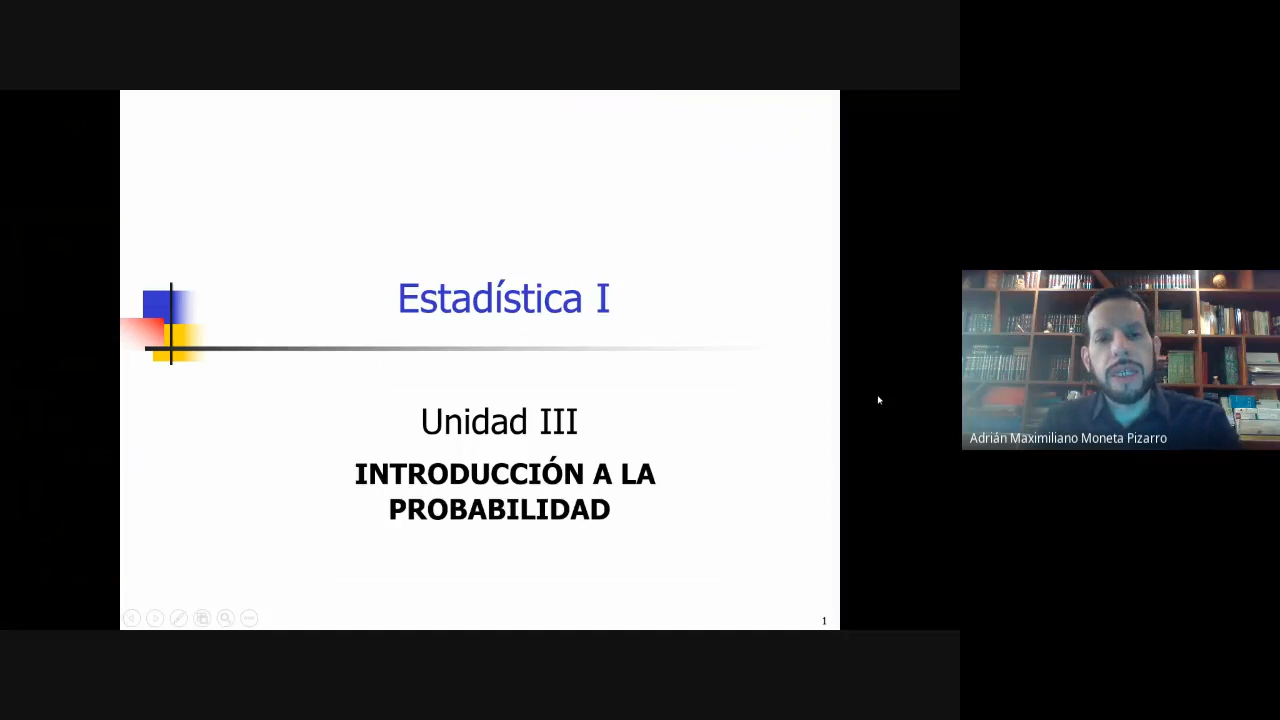 Estadística I
Unidad III
INTRODUCCIÓN A LA
PROBABILIDAD
1
Adrián Maximiliano Moneta Pizarro